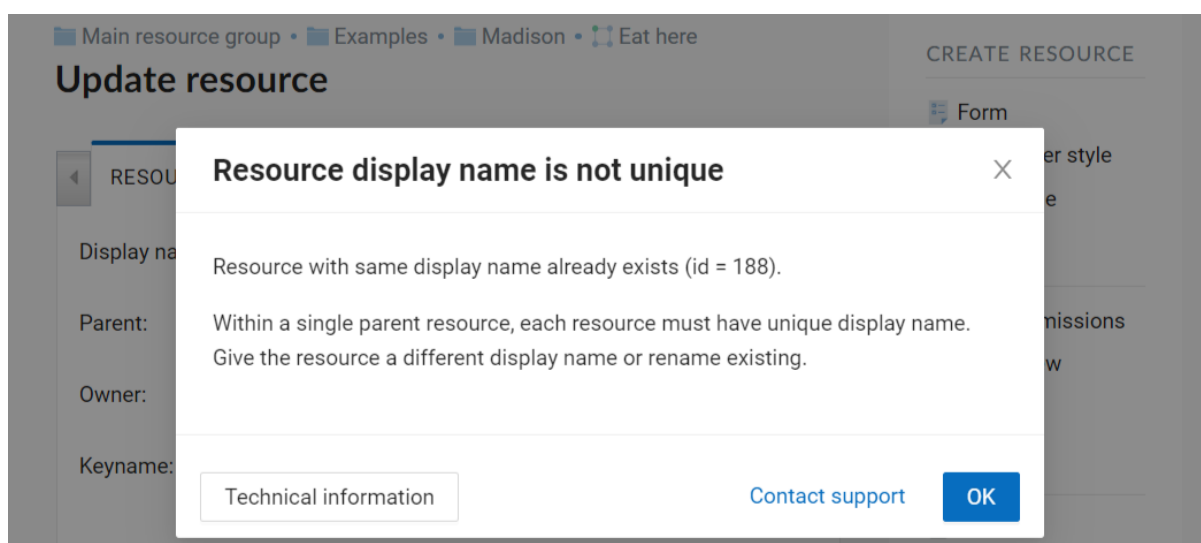 Main resource group • Examples • Madison • Eat here
Update resource
CREATE RESOURCE
Form
er style
e
RESOU
Resource display name is not unique
Display na
Resource with same display name already exists (id = 188).
Parent:
Within a single parent resource, each resource must have unique display name.
Give the resource a different display name or rename existing.
missions
w
Owner:
Keyname:
Technical information
Contact support
OK